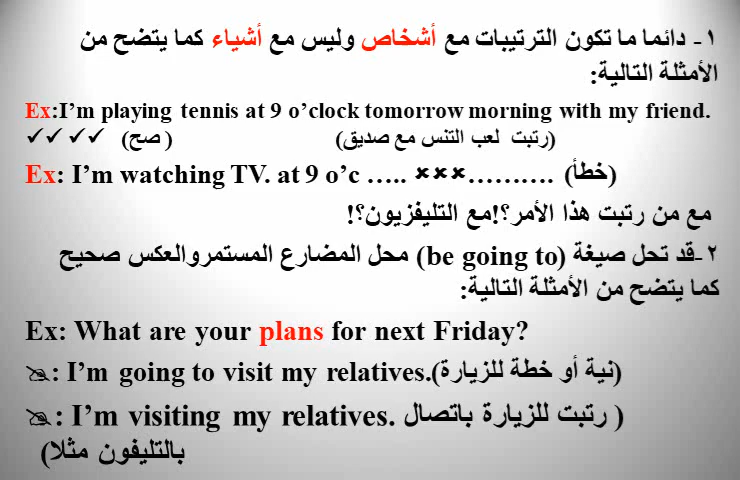 ١- دائما ما تكون الترتيبات مع أشخاص وليس مع أشياء كما يتضح من
الأمثلة التالية:
Ex:I’m playing tennis at 9 o’clock tomorrow morning with my friend.
✓✓ ✓✓ (صح) (رتبت لعب التنس مع صديق)
Ex: I’m watching TV. at 9 o’c ….. ×××………. (خطأ)
مع من رتبت هذا الأمر؟!مع التليفزيون؟!
٢-قد تحل صيغة (be going to) محل المضارع المستمروالعكس صحيح
كما يتضح من الأمثلة التالية:
Ex: What are your plans for next Friday?
: I’m going to visit my relatives.(نية أو خطة للزيارة)
: I’m visiting my relatives. ( رتبت للزيارة باتصال
بالتليفون مثلا)